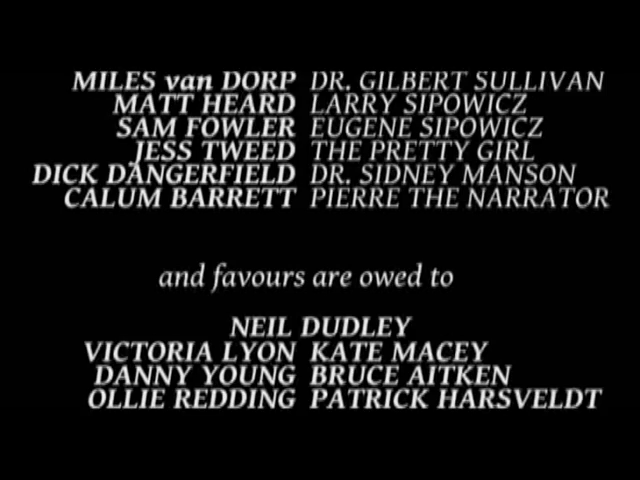 MILES van DORP DR. GILBERT SULLIVAN
MATT HEARD LARRY SIPOWICZ
SAM FOWLER EUGENE SIPOWICZ
JESS TWEED THE PRETTY GIRL
DICK DANGERFIELD DR. SIDNEY MANSON
CALUM BARRETT PIERRE THE NARRATOR
and favours are owed to
NEIL DUDLEY
VICTORIA LYON KATE MACEY
DANNY YOUNG BRUCE AITKEN
OLLIE REDDING PATRICK HARSVELDT